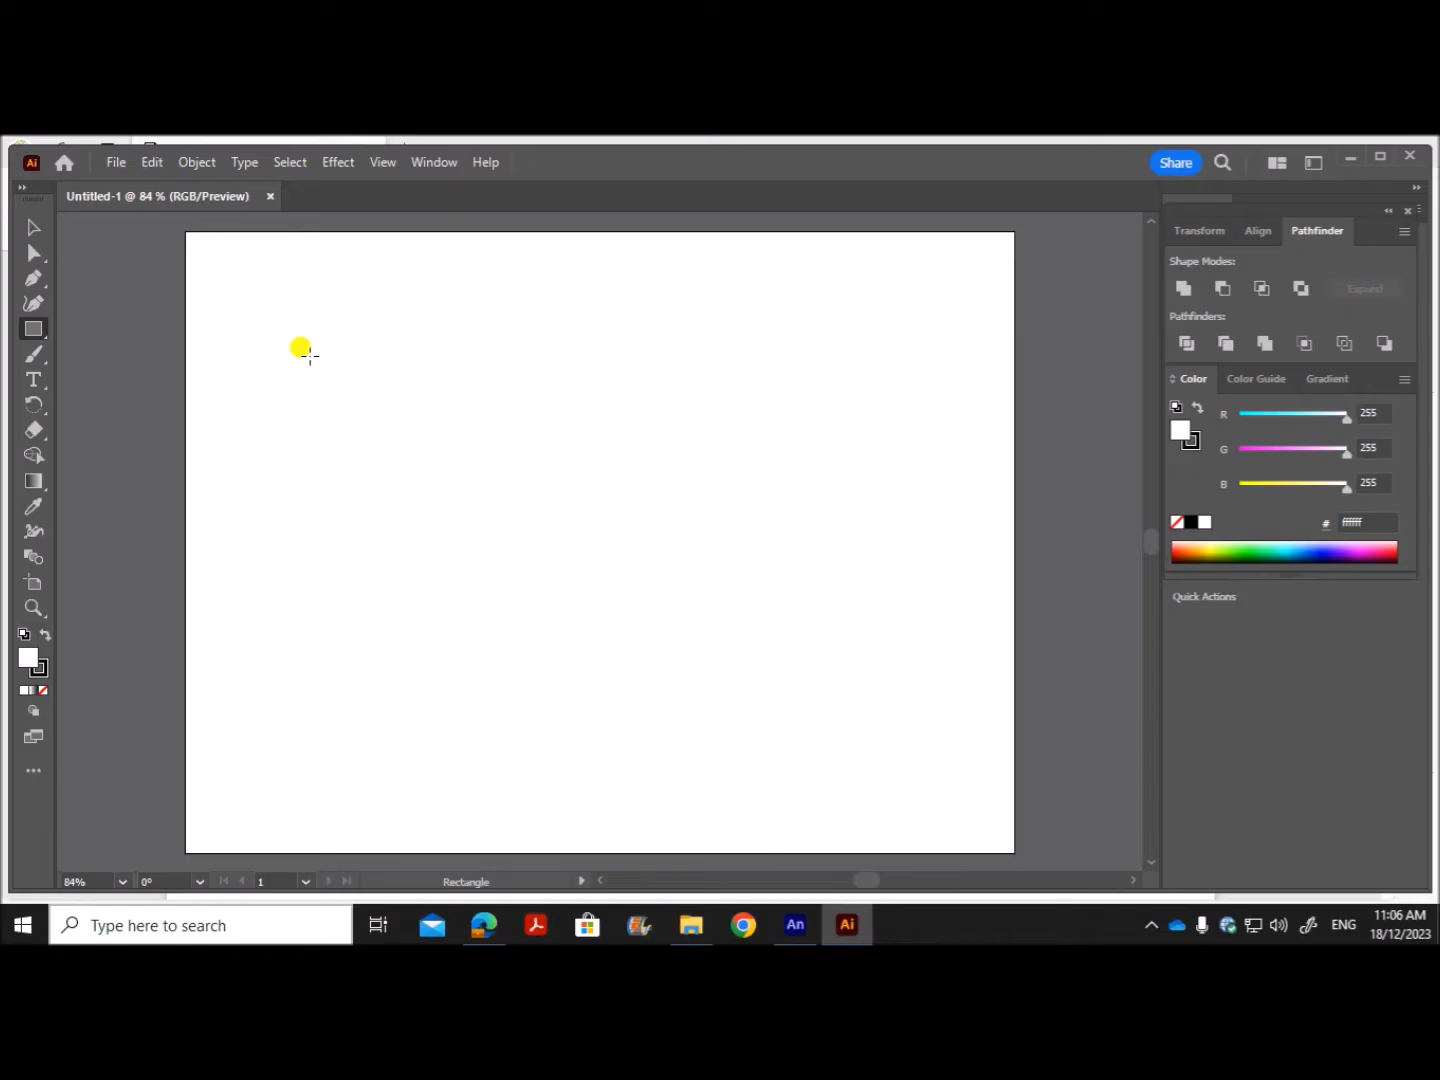 Ai File Edit Object Type Select Effect View Window Help Share
Untitled-1 @ 84 % (RGB/Preview) ×
Transform Align Pathfinder
Shape Modes:
Expand
Pathfinders:
Color Color Guide Gradient
R 255
G 255
B 255
# ffffff
Quick Actions
T
84% 0° 1 Rectangle
Type here to search An Ai ENG
11:06 AM
18/12/2023